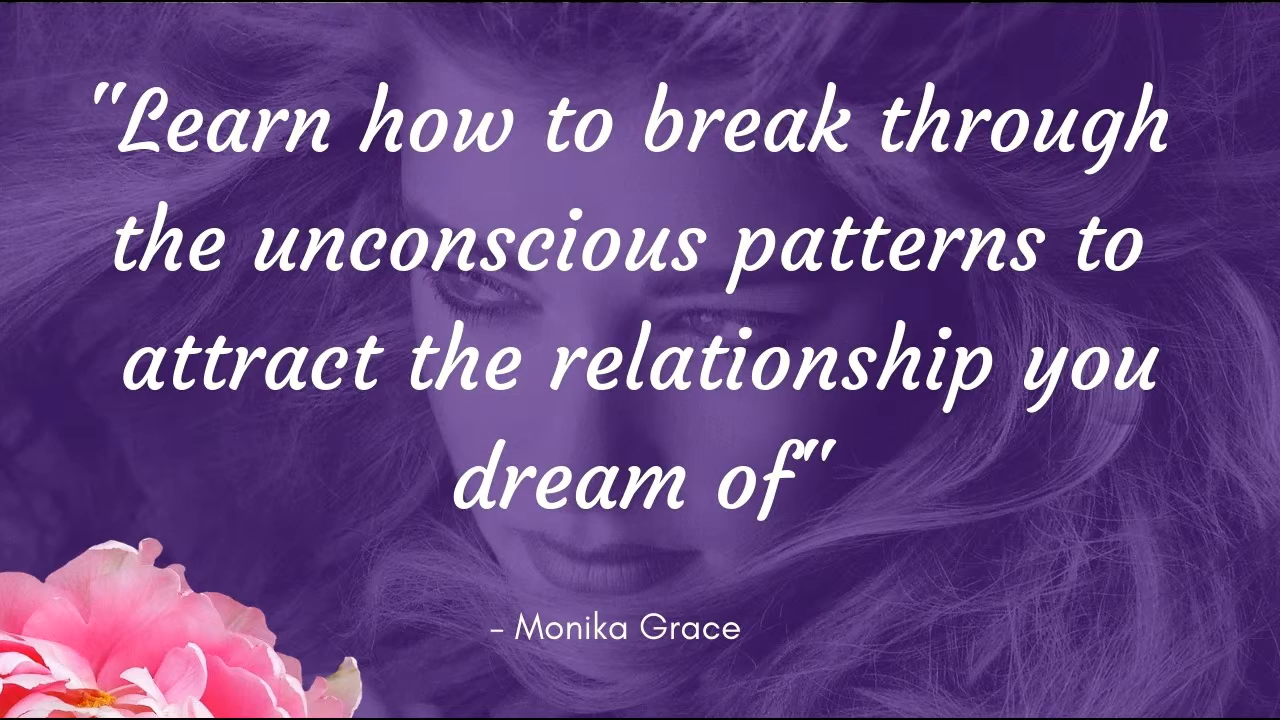 "Learn how to break through
the unconscious patterns to
attract the relationship you
dream of"
- Monika Grace